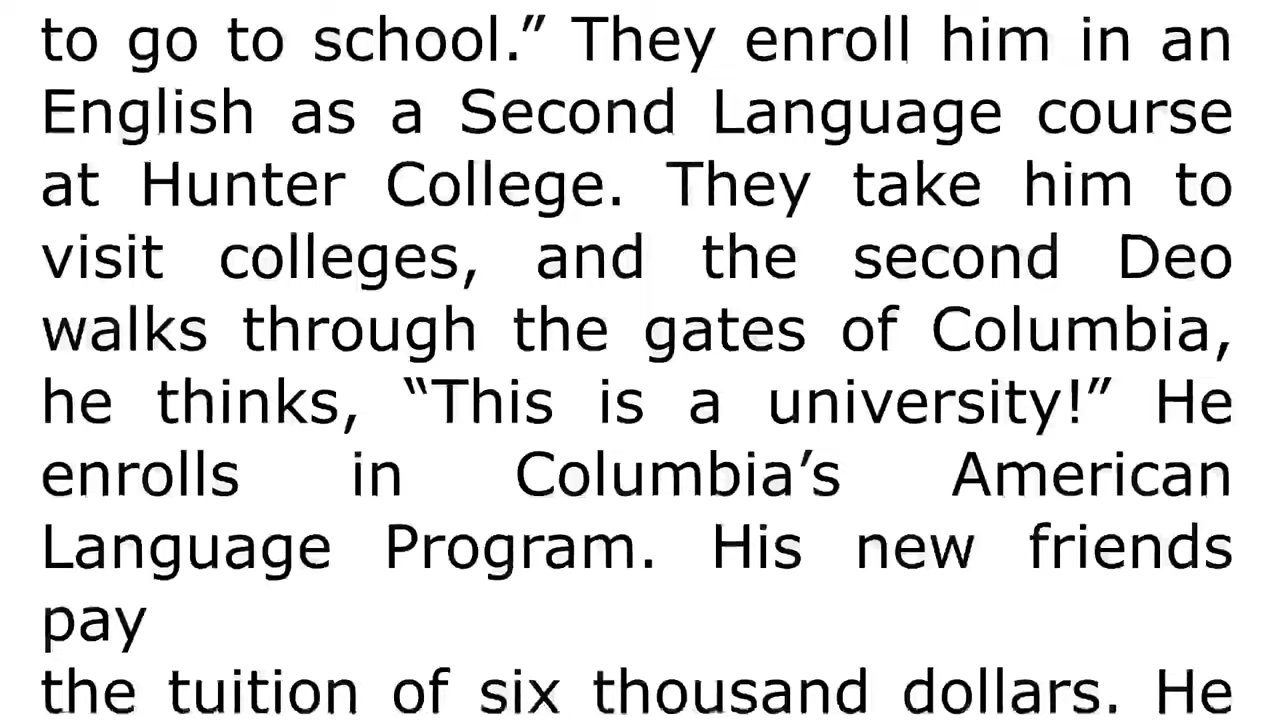 to go to school.” They enroll him in an
English as a Second Language course
at Hunter College. They take him to
visit colleges, and the second Deo
walks through the gates of Columbia,
he thinks, “This is a university!” He
enrolls in Columbia’s American
Language Program. His new friends
pay
the tuition of six thousand dollars. He